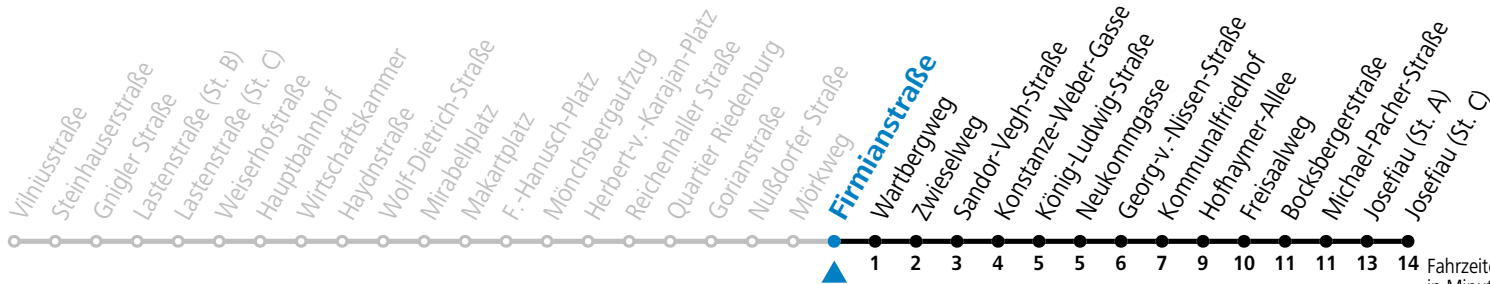 Vilniusstraße
Steinhauserstraße
Gnigler Straße
Lastenstraße (St. B)
Lastenstraße (St. C)
Weiserhofstraße
Hauptbahnhof
Wirtschaftskammer
Haydnstraße
Wolf-Dietrich-Straße
Mirabellplatz
Makartplatz
F.-Hanusch-Platz
Mönchsbergaufzug
Herbert-v.-Karajan-Platz
Reichenhaller Straße
Quartier Riedenburg
Gorianstraße
Nußdorfer Straße
Mörkweg
Firmianstraße
Wartbergweg
Zwieselweg
Sandor-Vegh-Straße
Konstanze-Weber-Gasse
König-Ludwig-Straße
Neukommgasse
Georg-v.-Nissen-Straße
Kommunalfriedhof
Hofhaymer-Allee
Freisaalweg
Bocksbergerstraße
Michael-Pacher-Straße
Josefiau (St. A)
Josefiau (St. C)
1 2 3 4 5 5 6 7 9 10 11 11 13 14 Fahrzeite